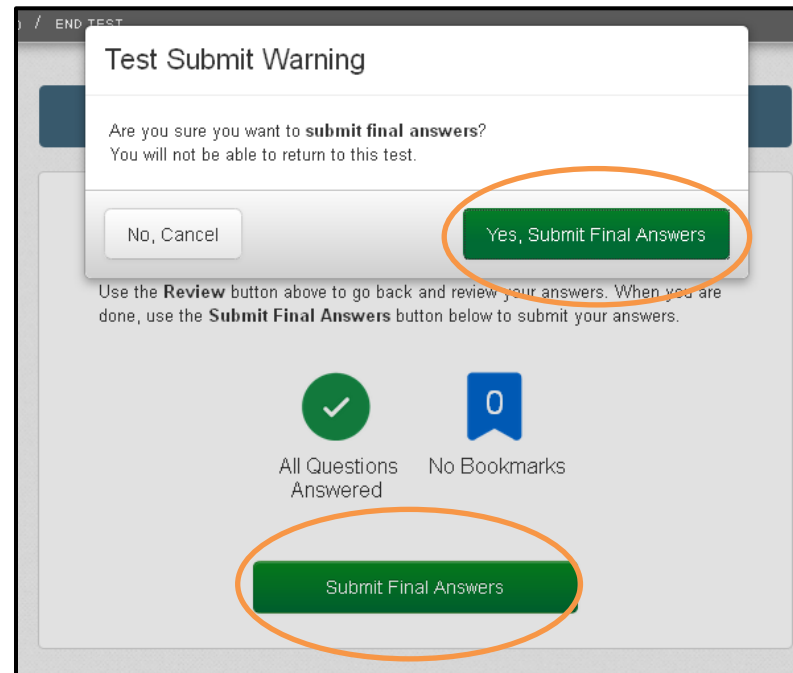 / END TEST
Test Submit Warning
Are you sure you want to submit final answers?
You will not be able to return to this test.
No, Cancel
Yes, Submit Final Answers
Use the Review button above to go back and review your answers. When you are
done, use the Submit Final Answers button below to submit your answers.
0
All Questions
Answered
No Bookmarks
Submit Final Answers